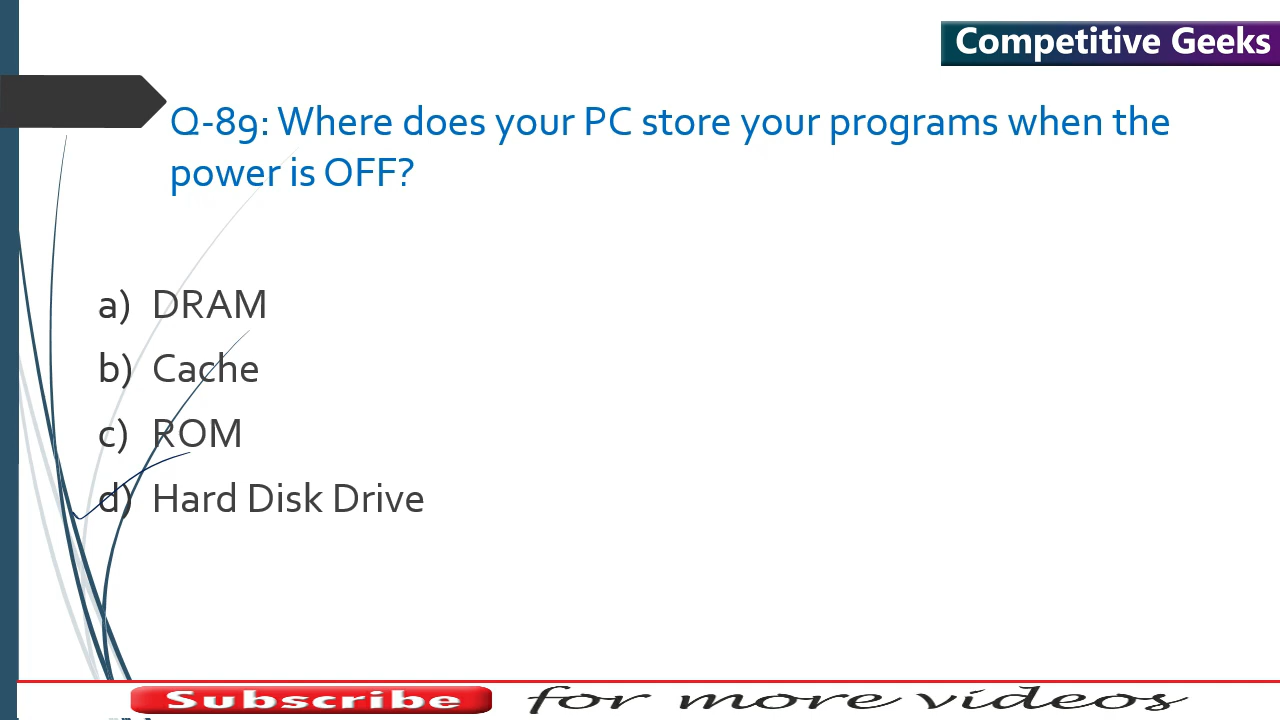 Competitive Geeks
Q-89: Where does your PC store your programs when the
power is OFF?
a) DRAM
b) Cache
c) ROM
d) Hard Disk Drive
Subscribe for more videos